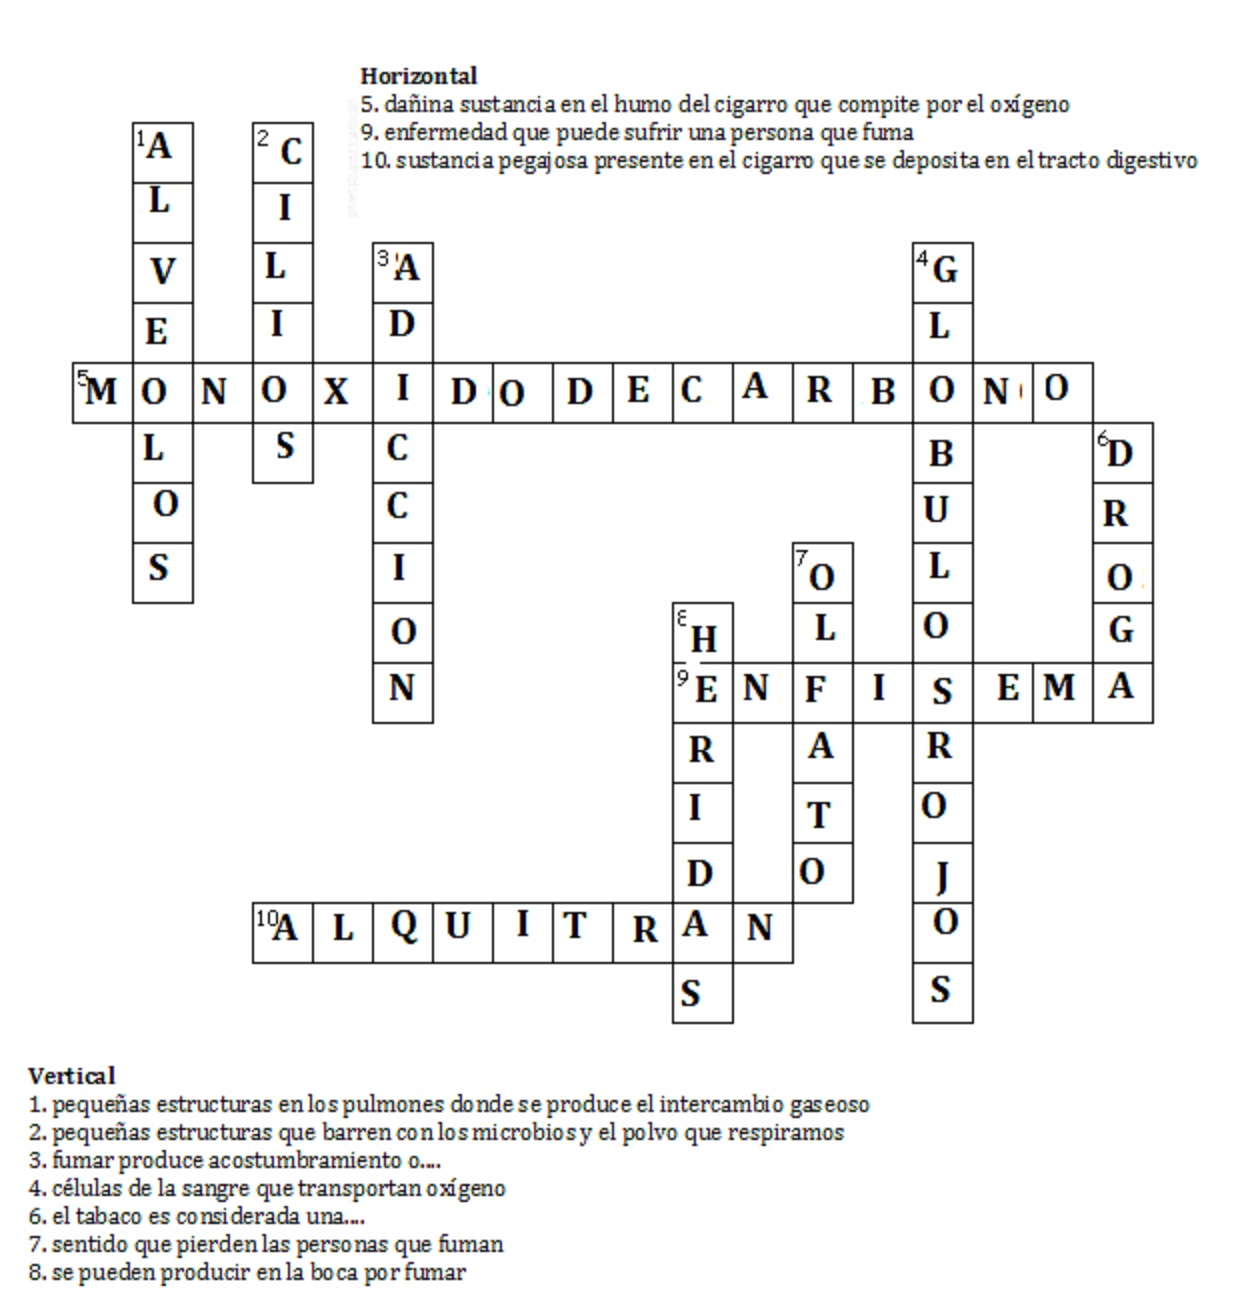 Horizontal
5. dañina sustancia en el humo del cigarro que compite por el oxígeno
9. enfermedad que puede sufrir una persona que fuma
10. sustancia pegajosa presente en el cigarro que se deposita en el tracto digestivo
1A 2C
L I
V L 3A 4G
E I D L
5M O N O X I D O D E C A R B O N O
L S C B 6D
O C U R
S I 7O L O
O 8H L O G
N 9E N F I S E M A
R A R
I T O
D O J
10A L Q U I T R A N O
S S
Vertical
1. pequeñas estructuras en los pulmones donde se produce el intercambio gaseoso
2. pequeñas estructuras que barren con los microbios y el polvo que respiramos
3. fumar produce acostumbramiento o....
4. células de la sangre que transportan oxígeno
6. el tabaco es considerada una....
7. sentido que pierden las personas que fuman
8. se pueden producir en la boca por fumar